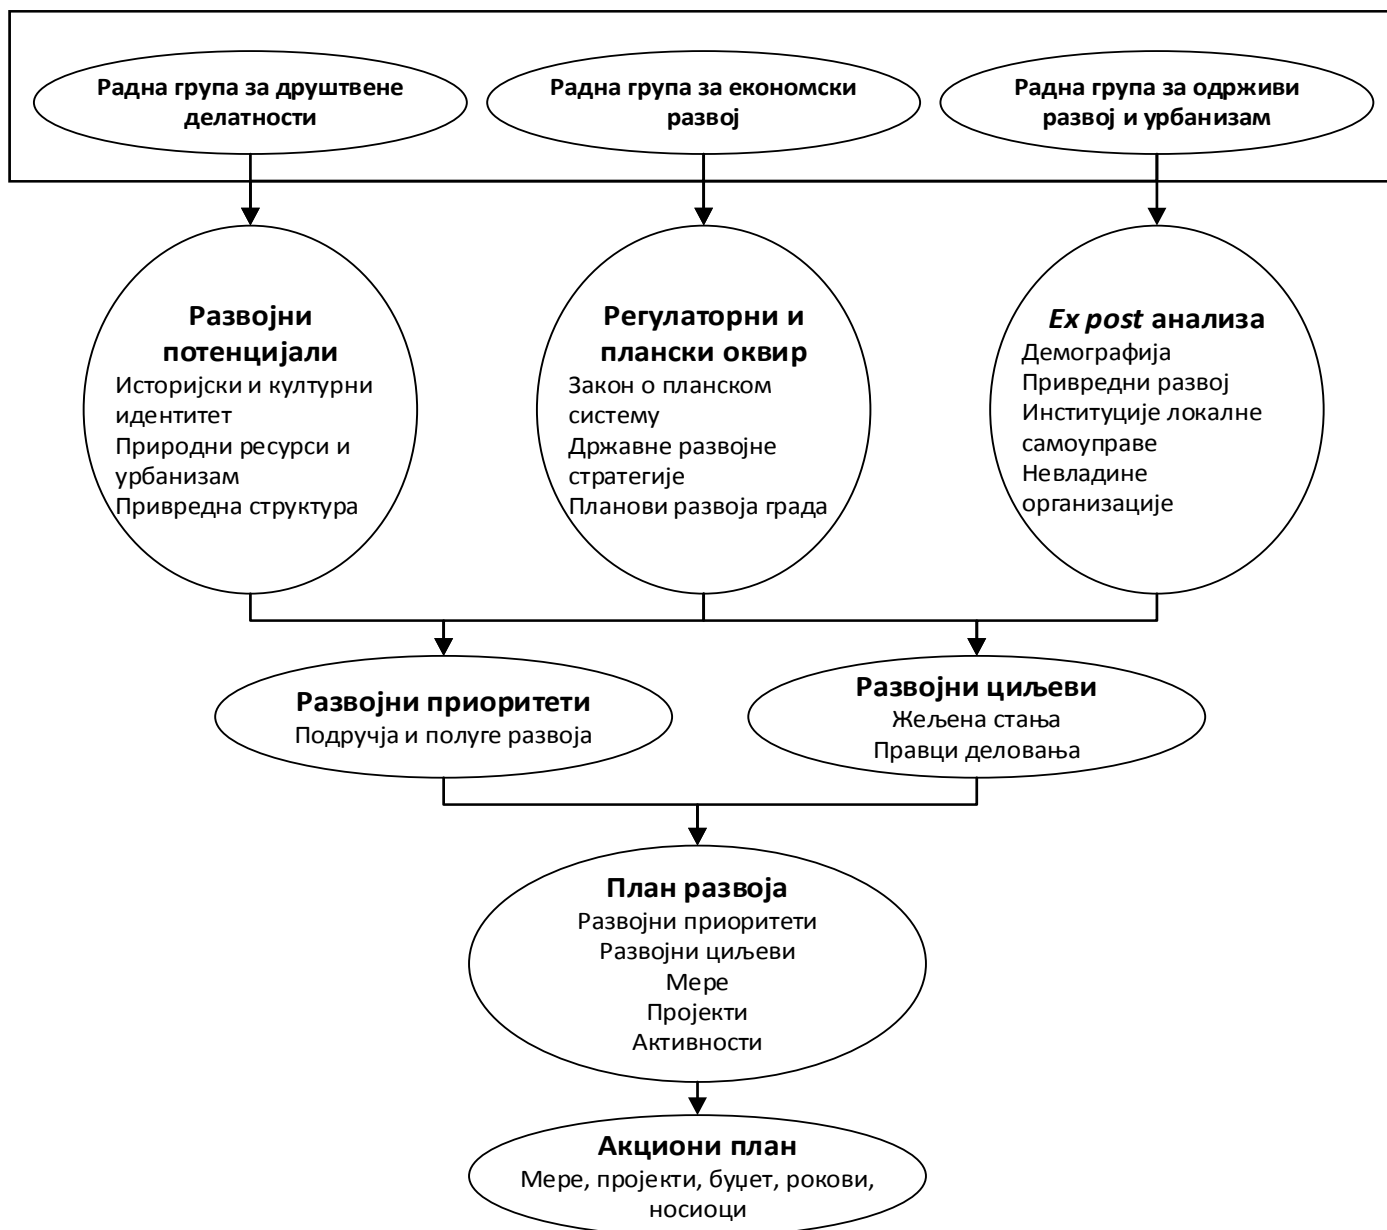 Радна група за друштвене
делатности
Радна група за економски
развој
Радна група за одрживи
развој и урбанизам
Развојни
потенцијали
Историјски и културни
идентитет
Природни ресурси и
урбанизам
Привредна структура
Регулаторни и
плански оквир
Закон о планском
систему
Државне развојне
стратегије
Планови развоја града
Ex post анализа
Демографија
Привредни развој
Институције локалне
самоуправе
Невладине
организације
Развојни приоритети
Подручја и полуге развоја
Развојни циљеви
Жељена стања
Правци деловања
План развоја
Развојни приоритети
Развојни циљеви
Мере
Пројекти
Активности
Акциони план
Мере, пројекти, буџет, рокови,
носиоци